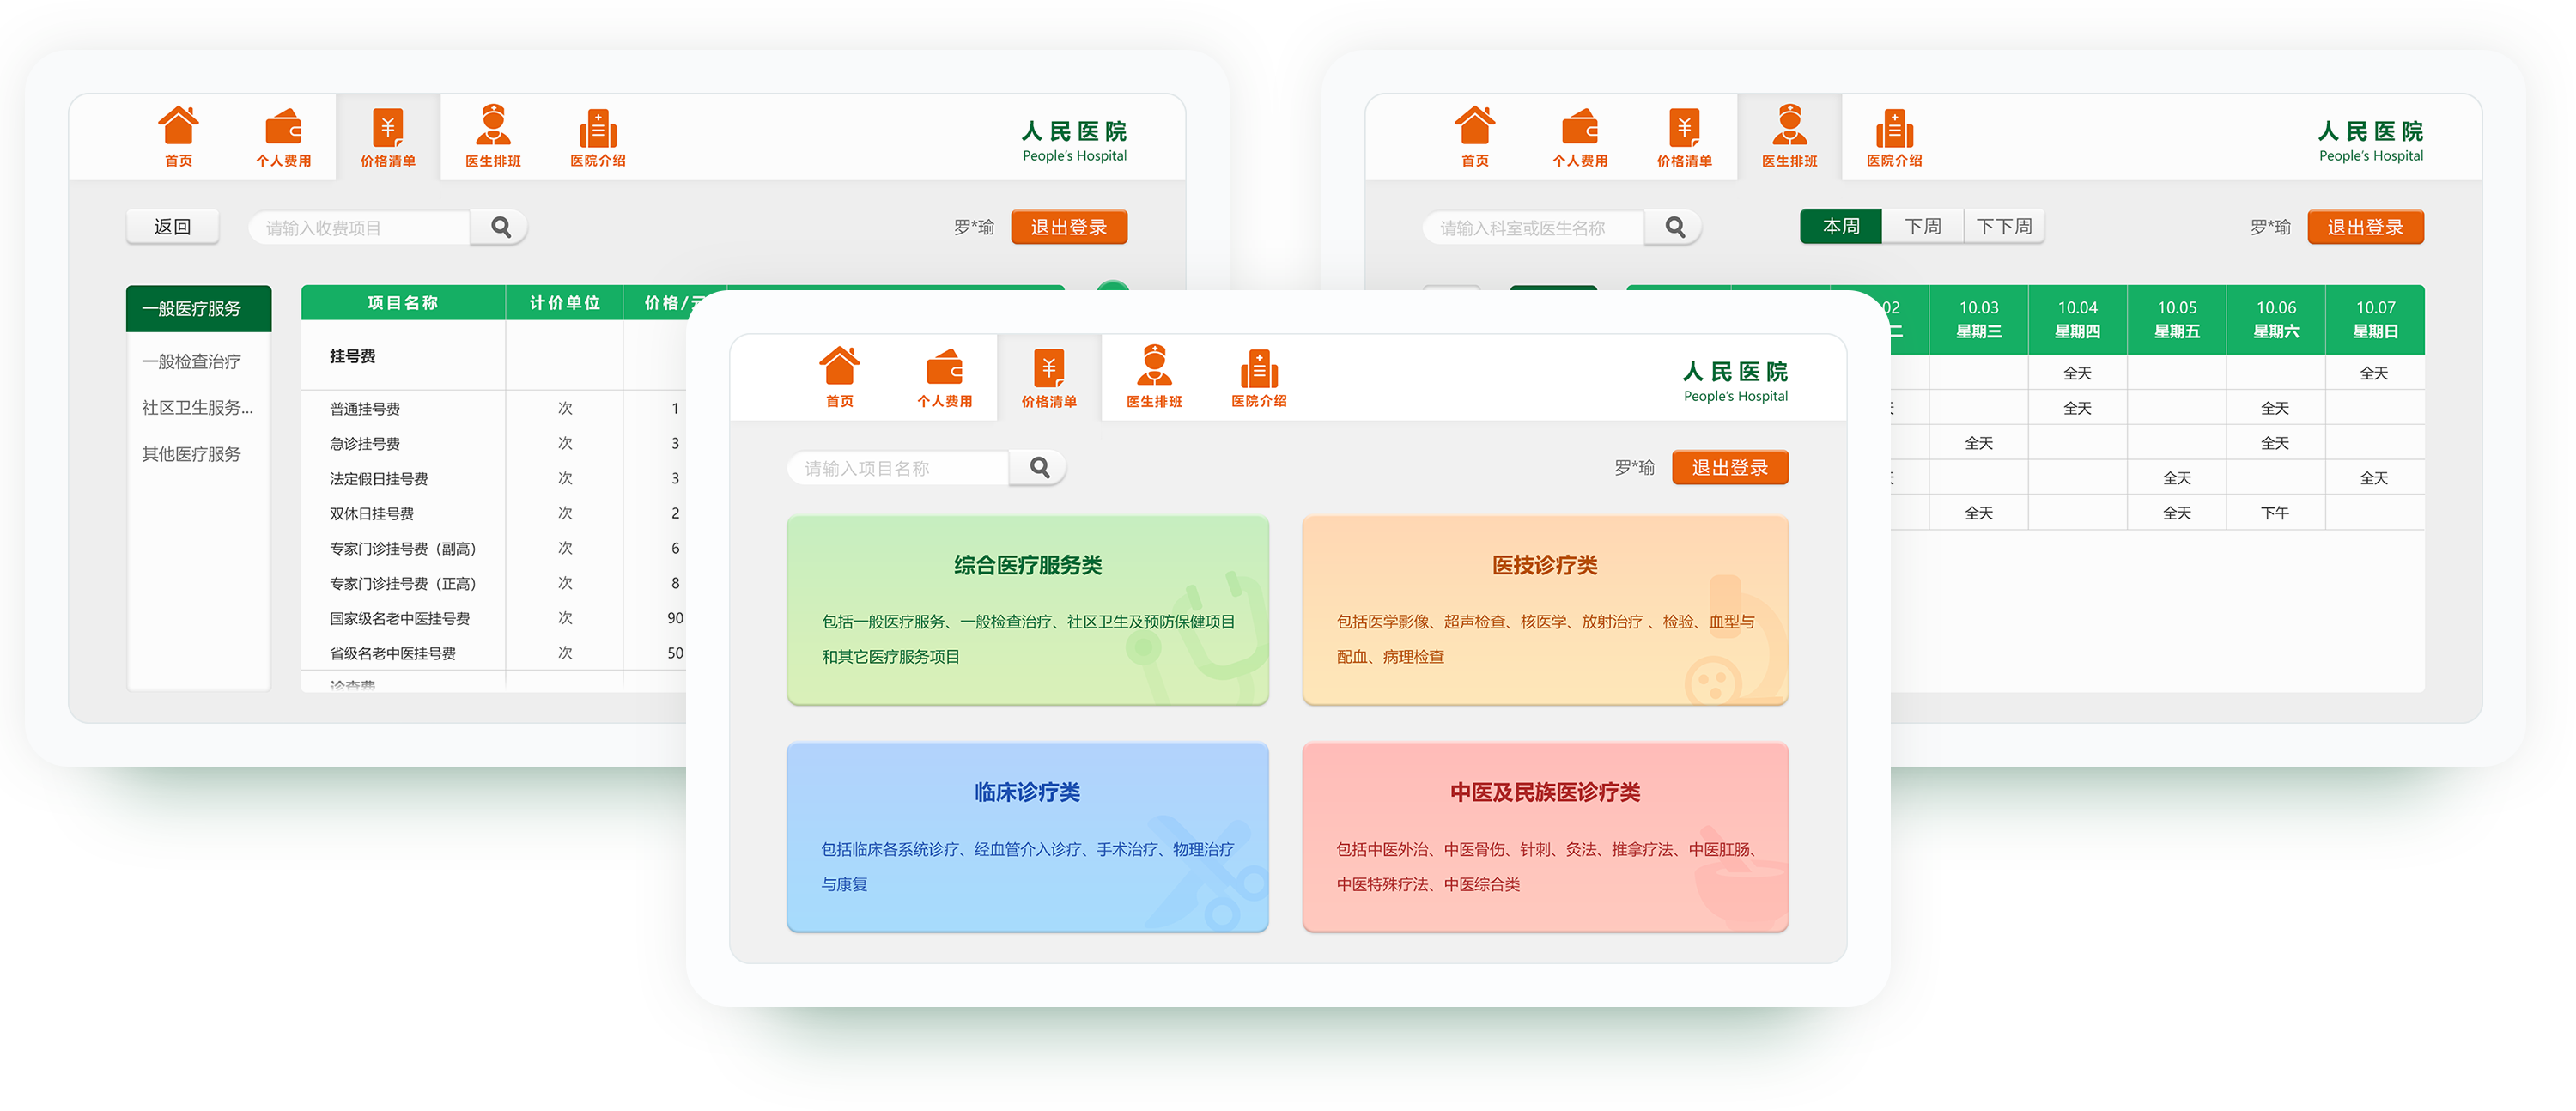 首页
个人费用
价格清单
医生排班
医院介绍
人民医院
People's Hospital
返回
请输入收费项目
罗*瑜
退出登录
一般医疗服务
一般检查治疗
社区卫生服务...
其他医疗服务
项目名称 计价单位 价格/元
挂号费
普通挂号费 次 1
急诊挂号费 次 3
法定假日挂号费 次 3
双休日挂号费 次 2
专家门诊挂号费（副高） 次 6
专家门诊挂号费（正高） 次 8
国家级名老中医挂号费 次 90
省级名老中医挂号费 次 50
诊查费
首页
个人费用
价格清单
医生排班
医院介绍
人民医院
People's Hospital
请输入项目名称
罗*瑜
退出登录
综合医疗服务类
包括一般医疗服务、一般检查治疗、社区卫生及预防保健项目
和其它医疗服务项目
医技诊疗类
包括医学影像、超声检查、核医学、放射治疗 、检验、血型与
配血、病理检查
临床诊疗类
包括临床各系统诊疗、经血管介入诊疗、手术治疗、物理治疗
与康复
中医及民族医诊疗类
包括中医外治、中医骨伤、针刺、灸法、推拿疗法、中医肛肠、
中医特殊疗法、中医综合类
首页
个人费用
价格清单
医生排班
医院介绍
人民医院
People's Hospital
请输入科室或医生名称
本周
下周
下下周
罗*瑜
退出登录
02 10.03 10.04 10.05 10.06 10.07
二 星期三 星期四 星期五 星期六 星期日
全天 全天
全天 全天
全天 全天
全天 全天
全天 全天 下午